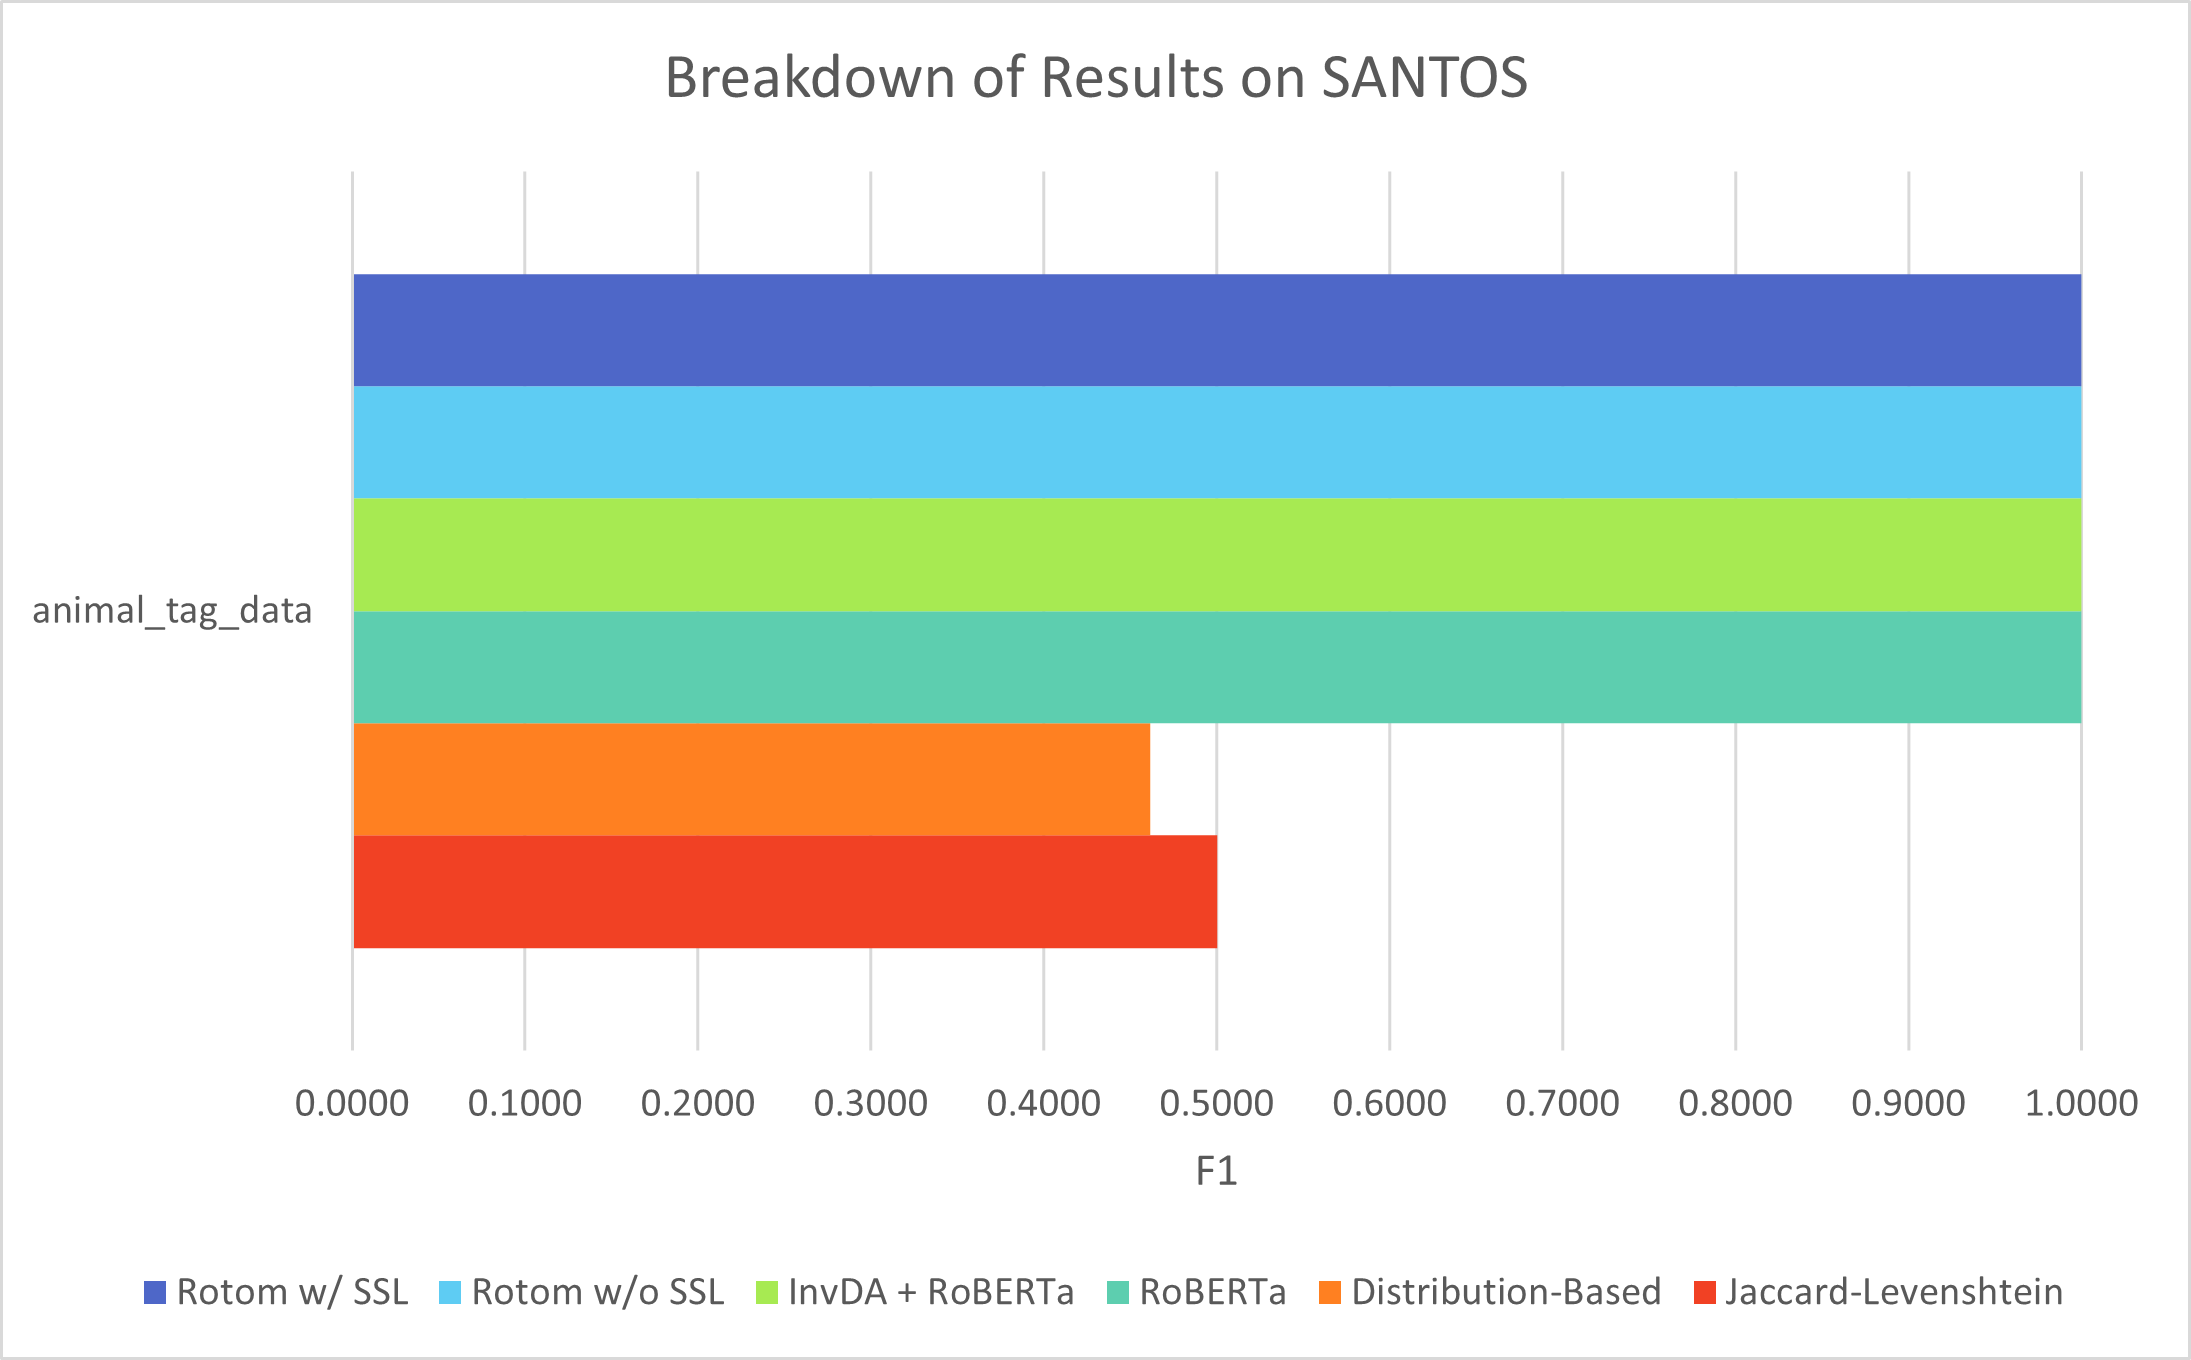 Breakdown of Results on SANTOS
animal_tag_data
0.0000 0.1000 0.2000 0.3000 0.4000 0.5000 0.6000 0.7000 0.8000 0.9000 1.0000
F1
Rotom w/ SSL Rotom w/o SSL InvDA + RoBERTa RoBERTa Distribution-Based Jaccard-Levenshtein